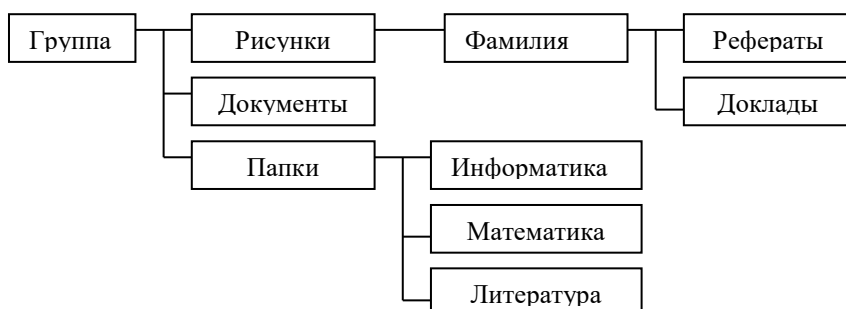 Группа Рисунки Фамилия Рефераты
Документы Доклады
Папки Информатика
Математика
Литература